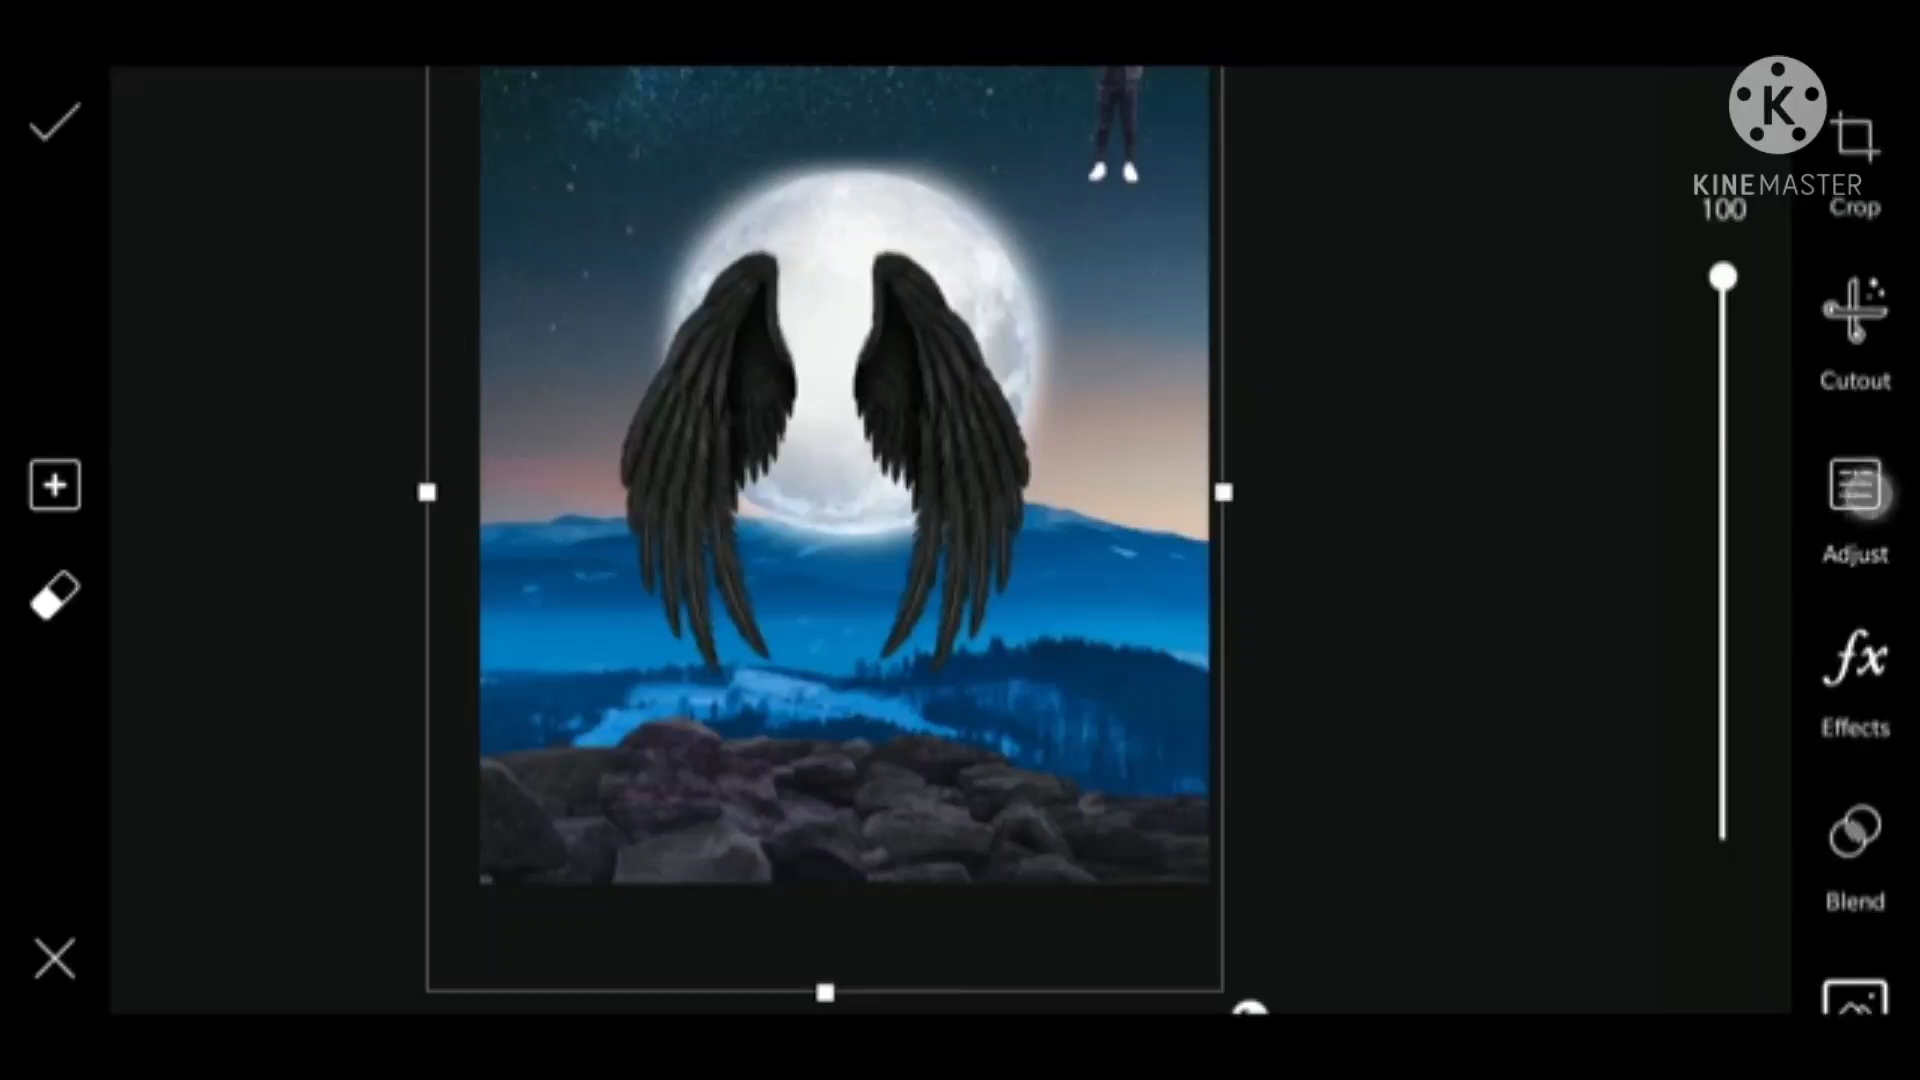 K
KINEMASTER
100
Crop
Cutout
Adjust
fx
Effects
Blend